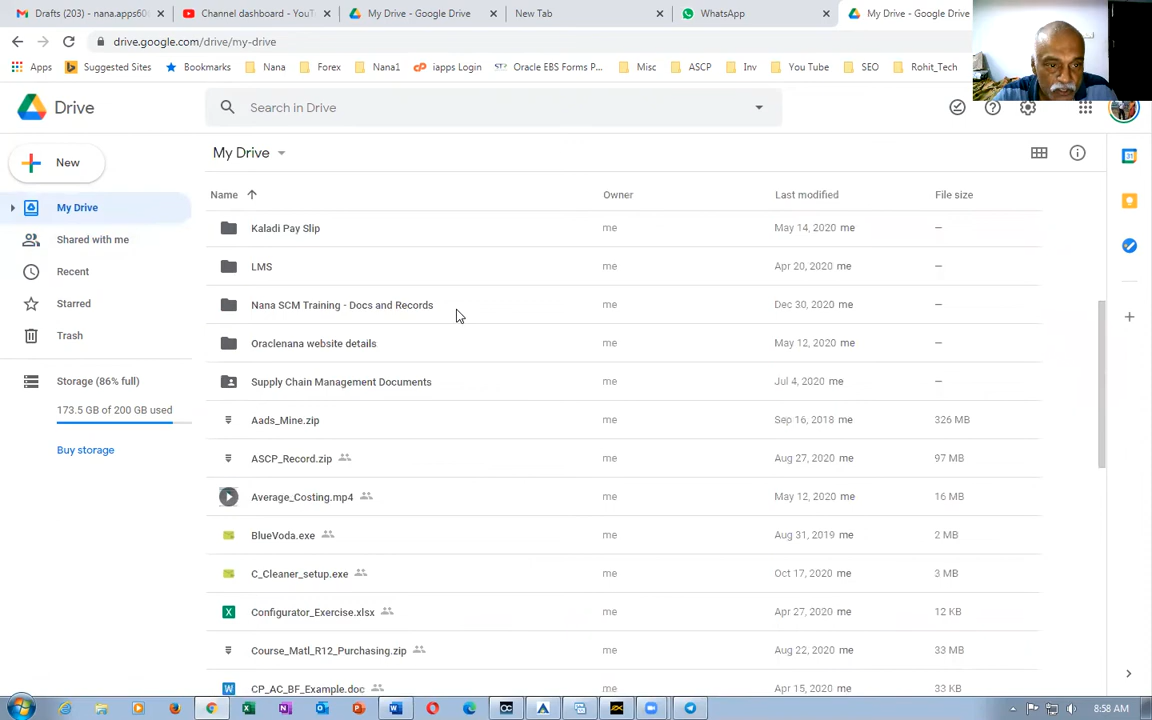 Drafts (203) - nana.apps60
Channel dashboard - YouT
My Drive - Google Drive
New Tab
WhatsApp
My Drive - Google Drive
drive.google.com/drive/my-drive
Apps
Suggested Sites
Bookmarks
Nana
Forex
Nana1
iapps Login
Oracle EBS Forms P...
Misc
ASCP
Inv
You Tube
SEO
Rohit_Tech
Drive
Search in Drive
New
My Drive
My Drive
Shared with me
Recent
Starred
Trash
Storage (86% full)
173.5 GB of 200 GB used
Buy storage
Name Owner Last modified File size
Kaladi Pay Slip me May 14, 2020 me –
LMS me Apr 20, 2020 me –
Nana SCM Training - Docs and Records me Dec 30, 2020 me –
Oraclenana website details me May 12, 2020 me –
Supply Chain Management Documents me Jul 4, 2020 me –
Aads_Mine.zip me Sep 16, 2018 me 326 MB
ASCP_Record.zip me Aug 27, 2020 me 97 MB
Average_Costing.mp4 me May 12, 2020 me 16 MB
BlueVoda.exe me Aug 31, 2019 me 2 MB
C_Cleaner_setup.exe me Oct 17, 2020 me 3 MB
Configurator_Exercise.xlsx me Apr 27, 2020 me 12 KB
Course_Matl_R12_Purchasing.zip me Aug 22, 2020 me 33 MB
CP_AC_BF_Example.doc me Apr 15, 2020 me 33 KB
8:58 AM